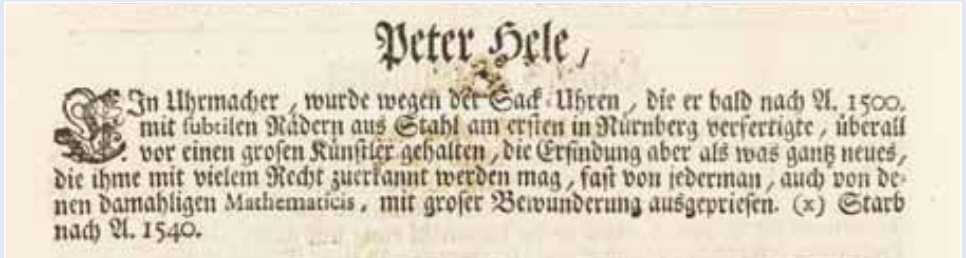 Peter Hele,
EIn Uhrmacher, wurde wegen der Sack-Uhren, die er bald nach A. 1500.
mit subtilen Rädern aus Stahl am ersten in Nürnberg verfertigte, überall
vor einen grosen Künstler gehalten, die Erfindung aber als was gantz neues,
die ihme mit vielem Recht zuerkannt werden mag, fast von jederman, auch von de-
nen damahligen Mathematicis, mit groser Bewunderung ausgepriesen. (x) Starb
nach A. 1540.